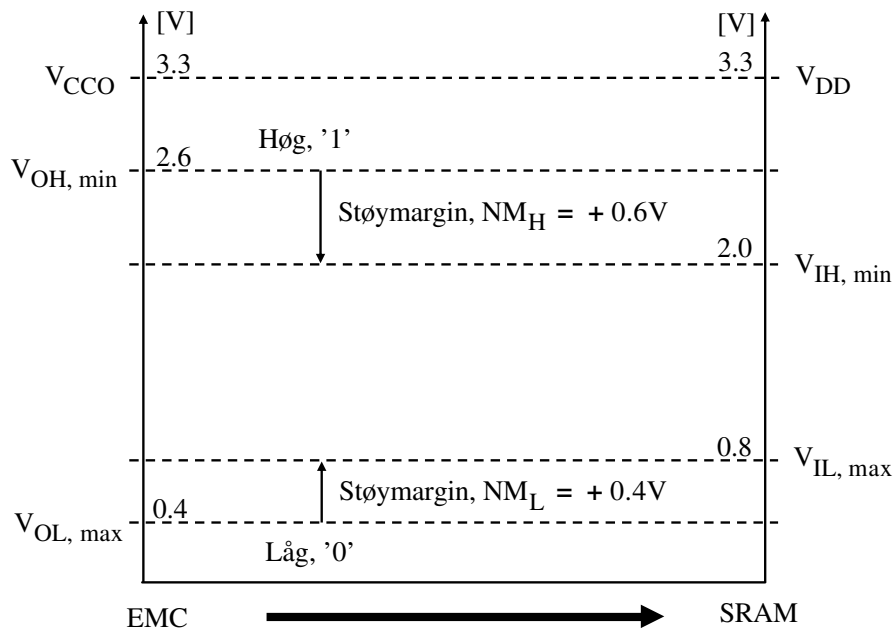 [V] [V]
V_CCO 3.3 3.3 V_DD
Høg, ’1’
V_OH, min 2.6
Støymargin, NM_H = + 0.6V
2.0 V_IH, min
0.8 V_IL, max
Støymargin, NM_L = + 0.4V
V_OL, max 0.4
Låg, ’0’
EMC SRAM